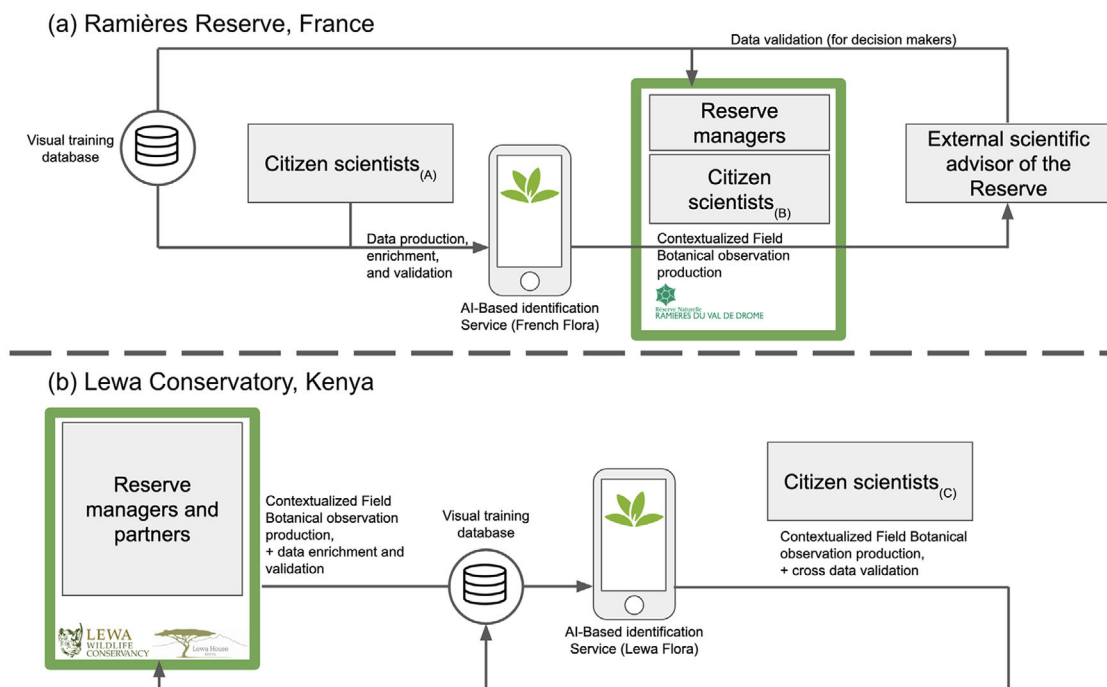 (a) Ramières Reserve, France
Data validation (for decision makers)
Visual training
database
Citizen scientists(A)
Reserve
managers
Citizen
scientists(B)
External scientific
advisor of the
Reserve
Data production,
enrichment,
and validation
Contextualized Field
Botanical observation
production
AI-Based identification
Service (French Flora)
Reserve Naturelle
RAMIERES DU VAL DE DROME
(b) Lewa Conservatory, Kenya
Reserve
managers and
partners
Contextualized Field
Botanical observation
production,
+ data enrichment and
validation
Visual training
database
Citizen scientists(C)
Contextualized Field Botanical
observation production,
+ cross data validation
AI-Based identification
Service (Lewa Flora)
LEWA
WILDLIFE
CONSERVANCY
Lewa House